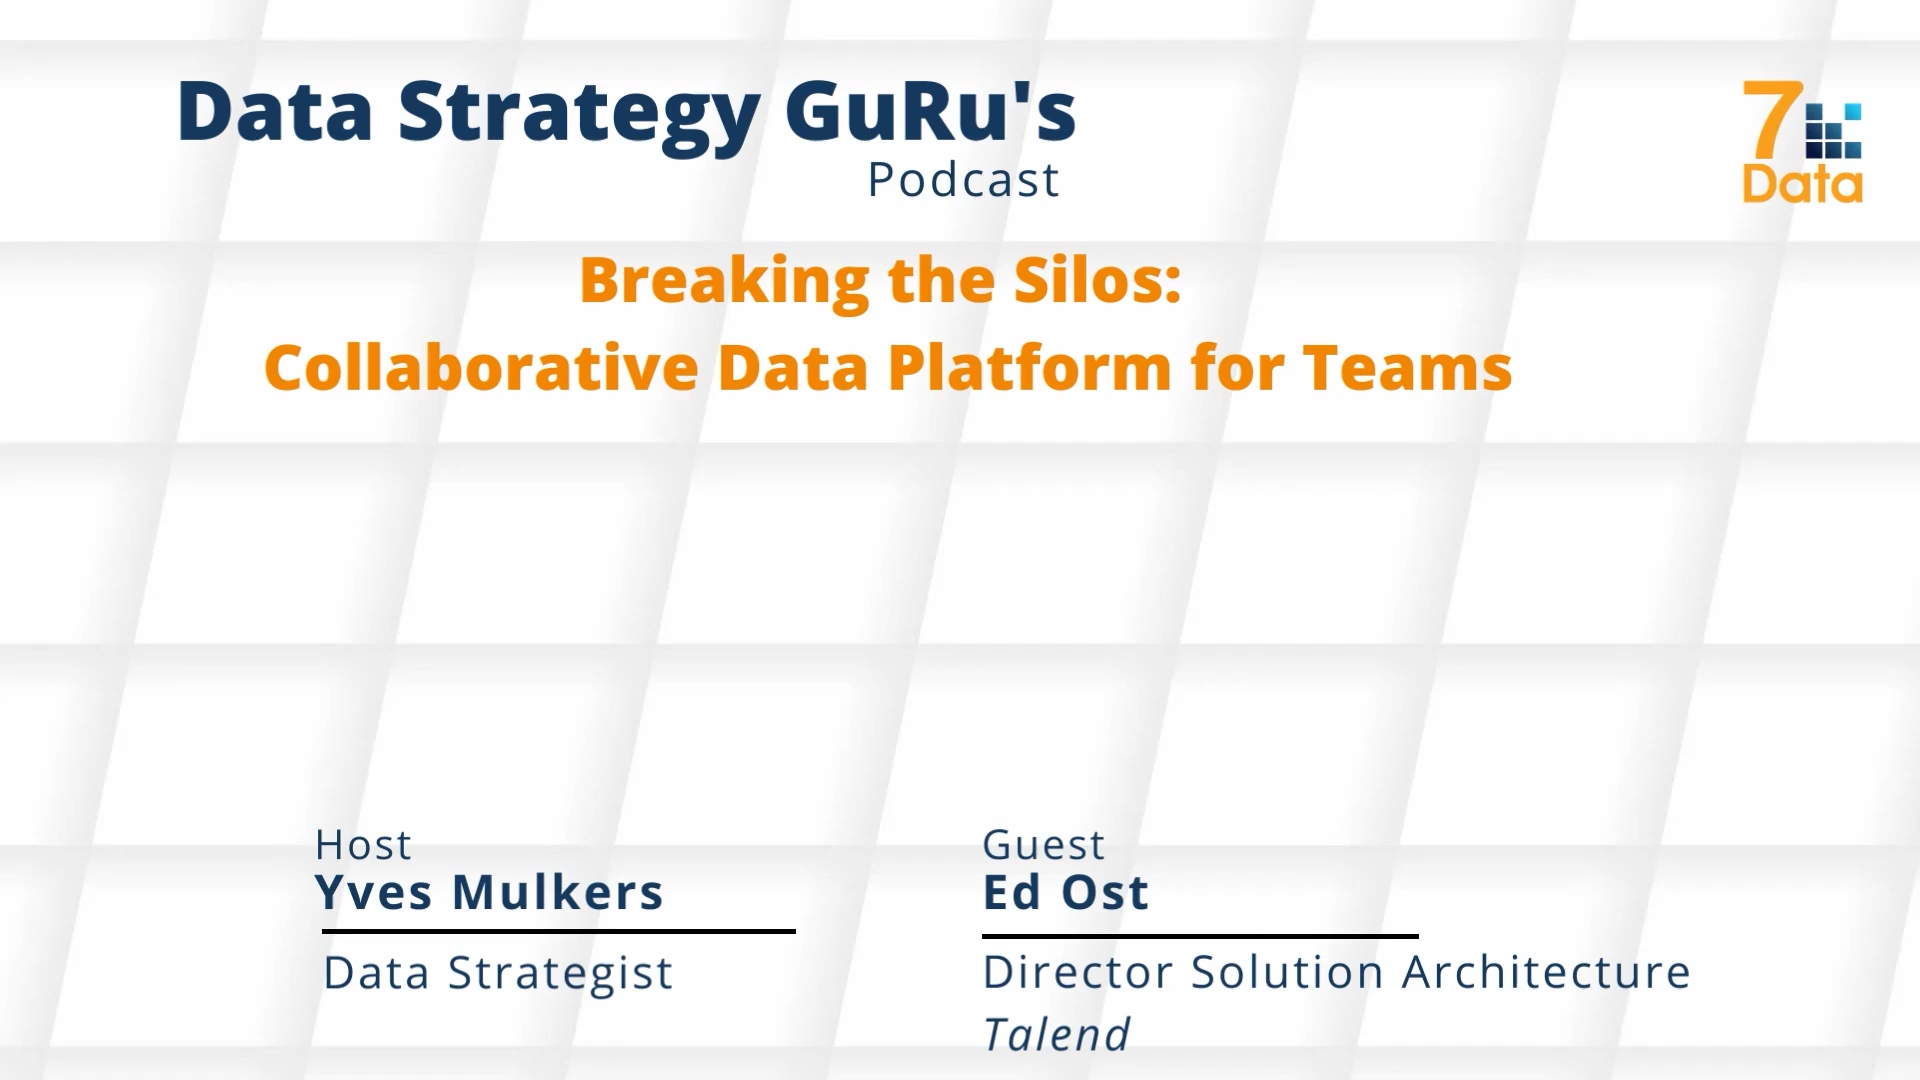 Data Strategy GuRu's
Podcast
7
Data
Breaking the Silos:
Collaborative Data Platform for Teams
Host
Yves Mulkers
Data Strategist
Guest
Ed Ost
Director Solution Architecture
Talend